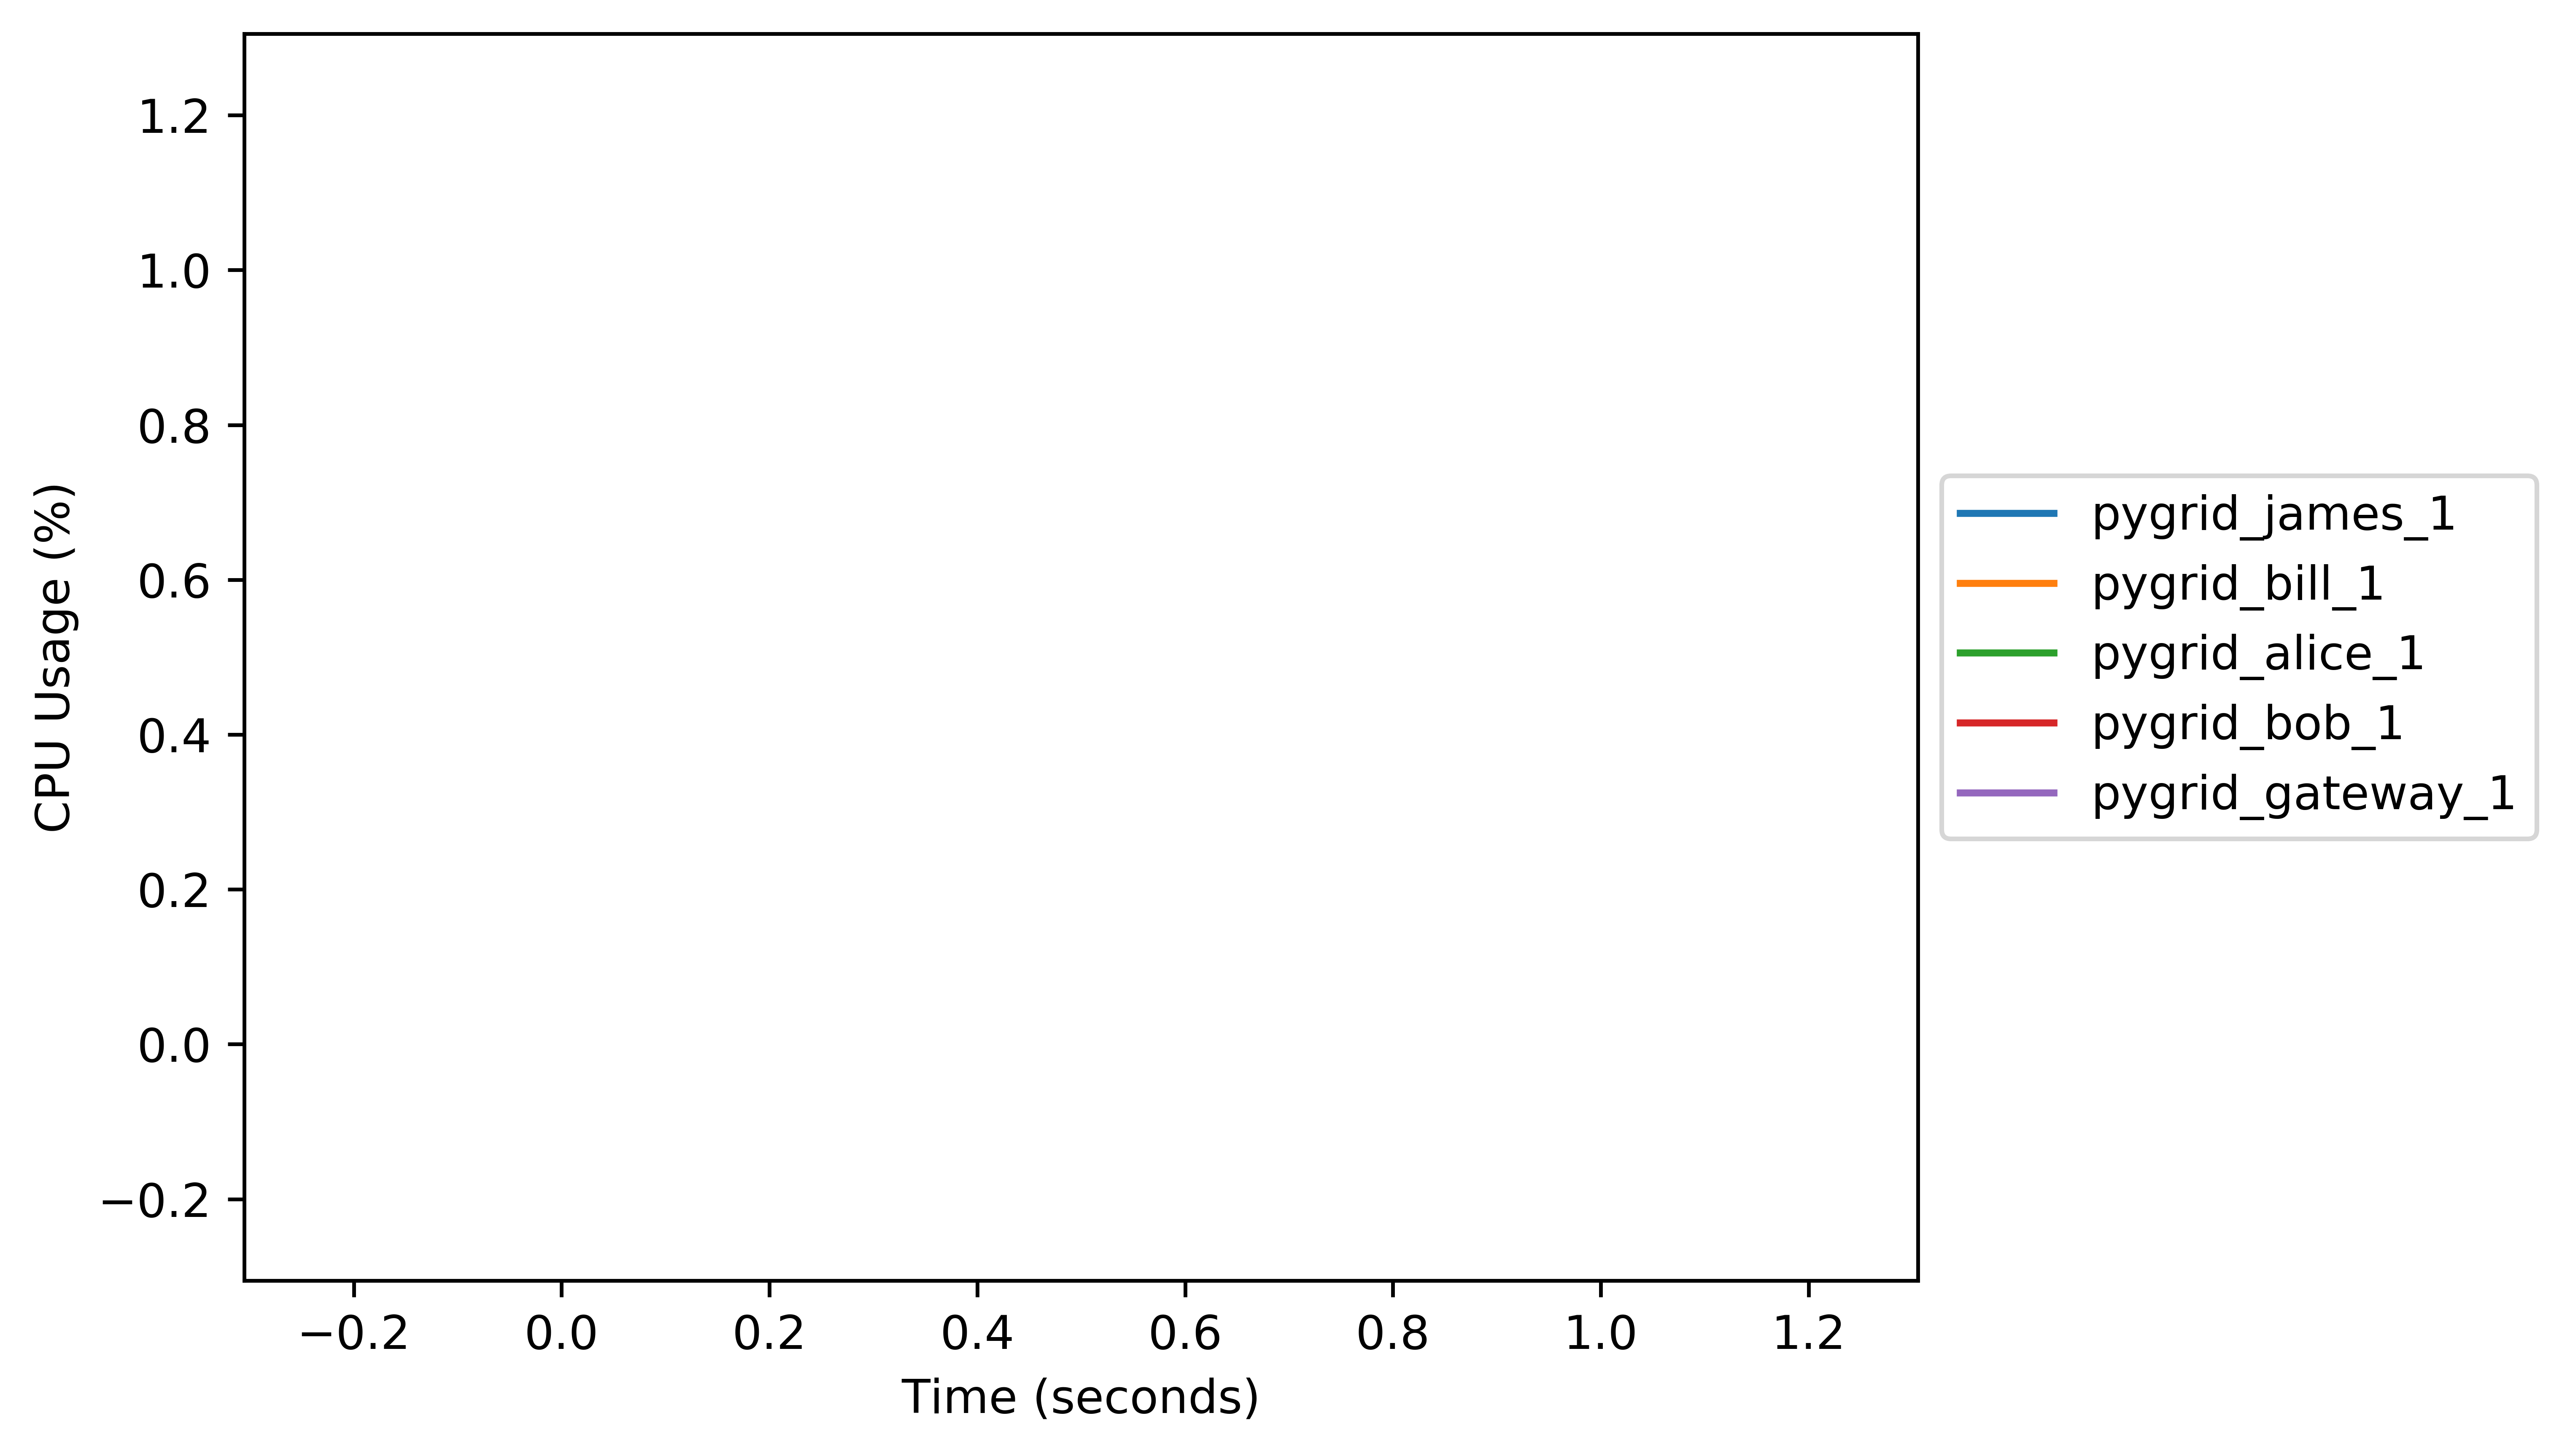 1.2
1.0
0.8
0.6
0.4
0.2
0.0
−0.2
CPU Usage (%)
−0.2 0.0 0.2 0.4 0.6 0.8 1.0 1.2
Time (seconds)
pygrid_james_1
pygrid_bill_1
pygrid_alice_1
pygrid_bob_1
pygrid_gateway_1